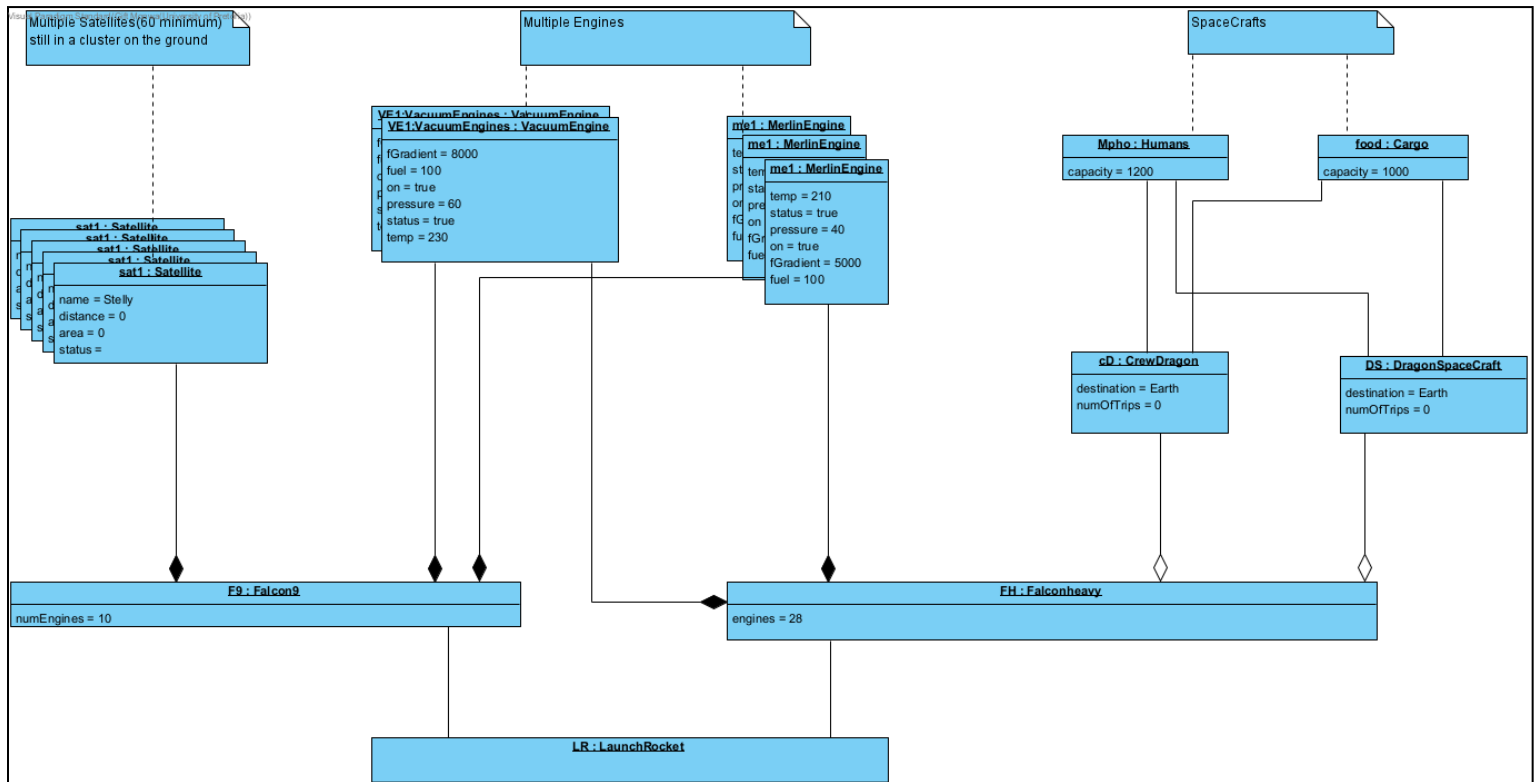 Multiple Satellites(60 minimum)
still in a cluster on the ground
Multiple Engines
SpaceCrafts
VE1:VacuumEngines : VacuumEngine
VE1:VacuumEngines : VacuumEngine
fGradient = 8000
fuel = 100
on = true
pressure = 60
status = true
temp = 230
me1 : MerlinEngine
me1 : MerlinEngine
me1 : MerlinEngine
temp = 210
status = true
pressure = 40
on = true
fGradient = 5000
fuel = 100
Mpho : Humans
capacity = 1200
food : Cargo
capacity = 1000
sat1 : Satellite
sat1 : Satellite
sat1 : Satellite
sat1 : Satellite
sat1 : Satellite
name = Stelly
distance = 0
area = 0
status =
cD : CrewDragon
destination = Earth
numOfTrips = 0
DS : DragonSpaceCraft
destination = Earth
numOfTrips = 0
F9 : Falcon9
numEngines = 10
FH : Falconheavy
engines = 28
LR : LaunchRocket